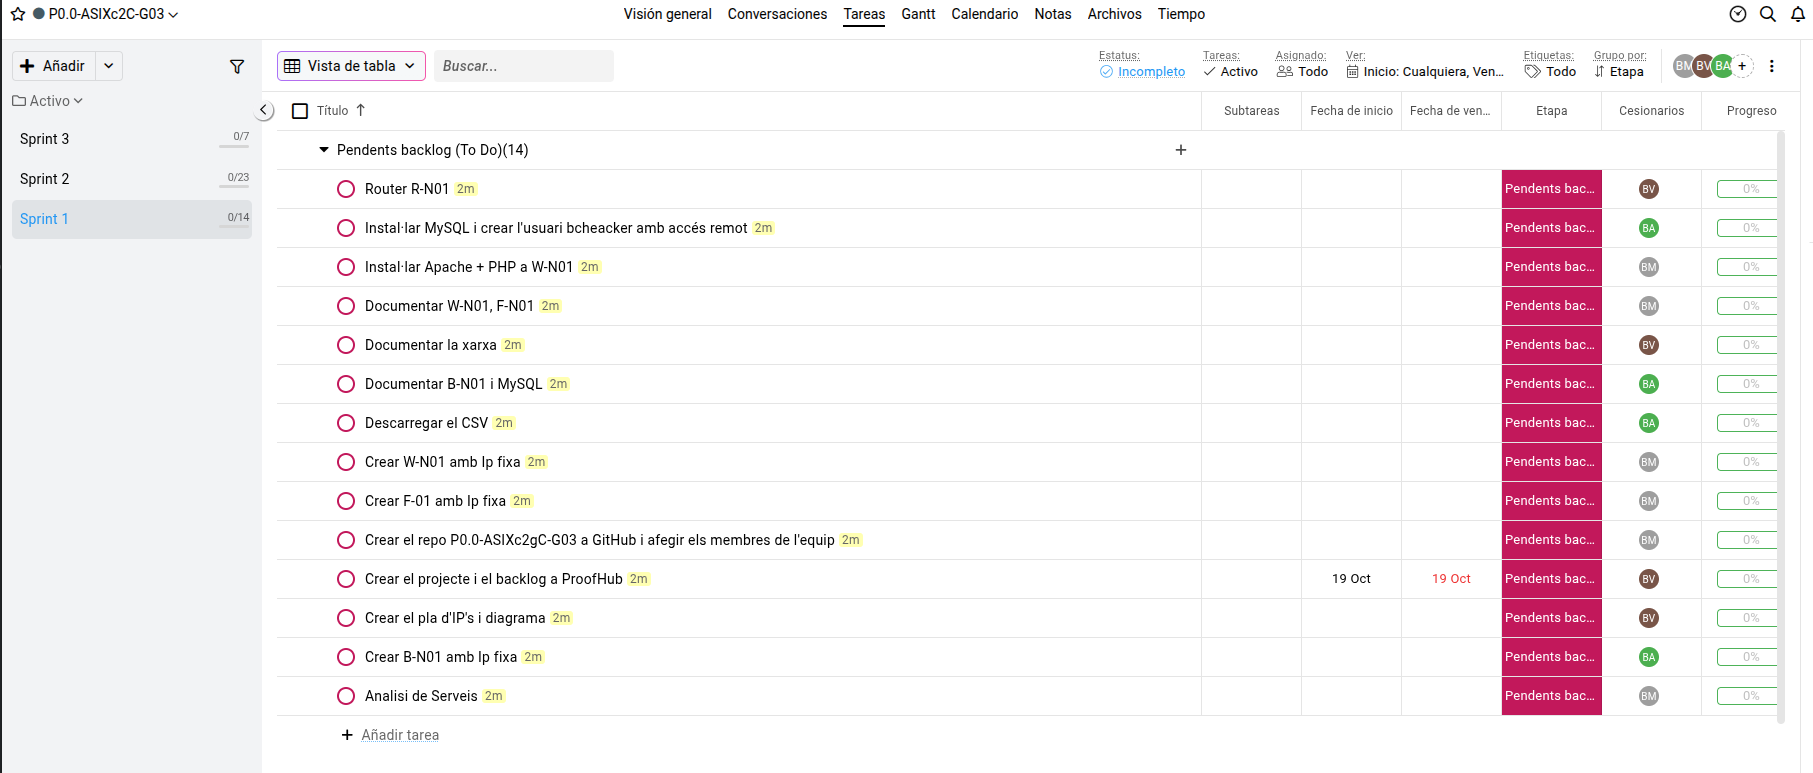 P0.0-ASIXc2C-G03
Visión general Conversaciones Tareas Gantt Calendario Notas Archivos Tiempo
Añadir
Activo
Sprint 3 0/7
Sprint 2 0/23
Sprint 1 0/14
Vista de tabla
Buscar...
Estatus: Incompleto
Tareas: Activo
Asignado: Todo
Ver: Inicio: Cualquiera, Ven...
Etiquetas: Todo
Grupo por: Etapa
BM BV BA +
Título Subtareas Fecha de inicio Fecha de ven... Etapa Cesionarios Progreso
Pendents backlog (To Do)(14)
Router R-N01 2m Pendents bac... BV 0%
Instal·lar MySQL i crear l'usuari bcheacker amb accés remot 2m Pendents bac... BA 0%
Instal·lar Apache + PHP a W-N01 2m Pendents bac... BM 0%
Documentar W-N01, F-N01 2m Pendents bac... BM 0%
Documentar la xarxa 2m Pendents bac... BV 0%
Documentar B-N01 i MySQL 2m Pendents bac... BA 0%
Descarregar el CSV 2m Pendents bac... BA 0%
Crear W-N01 amb Ip fixa 2m Pendents bac... BM 0%
Crear F-01 amb Ip fixa 2m Pendents bac... BM 0%
Crear el repo P0.0-ASIXc2gC-G03 a GitHub i afegir els membres de l'equip 2m Pendents bac... BM 0%
Crear el projecte i el backlog a ProofHub 2m 19 Oct 19 Oct Pendents bac... BV 0%
Crear el pla d'IP's i diagrama 2m Pendents bac... BV 0%
Crear B-N01 amb Ip fixa 2m Pendents bac... BA 0%
Analisi de Serveis 2m Pendents bac... BM 0%
Añadir tarea